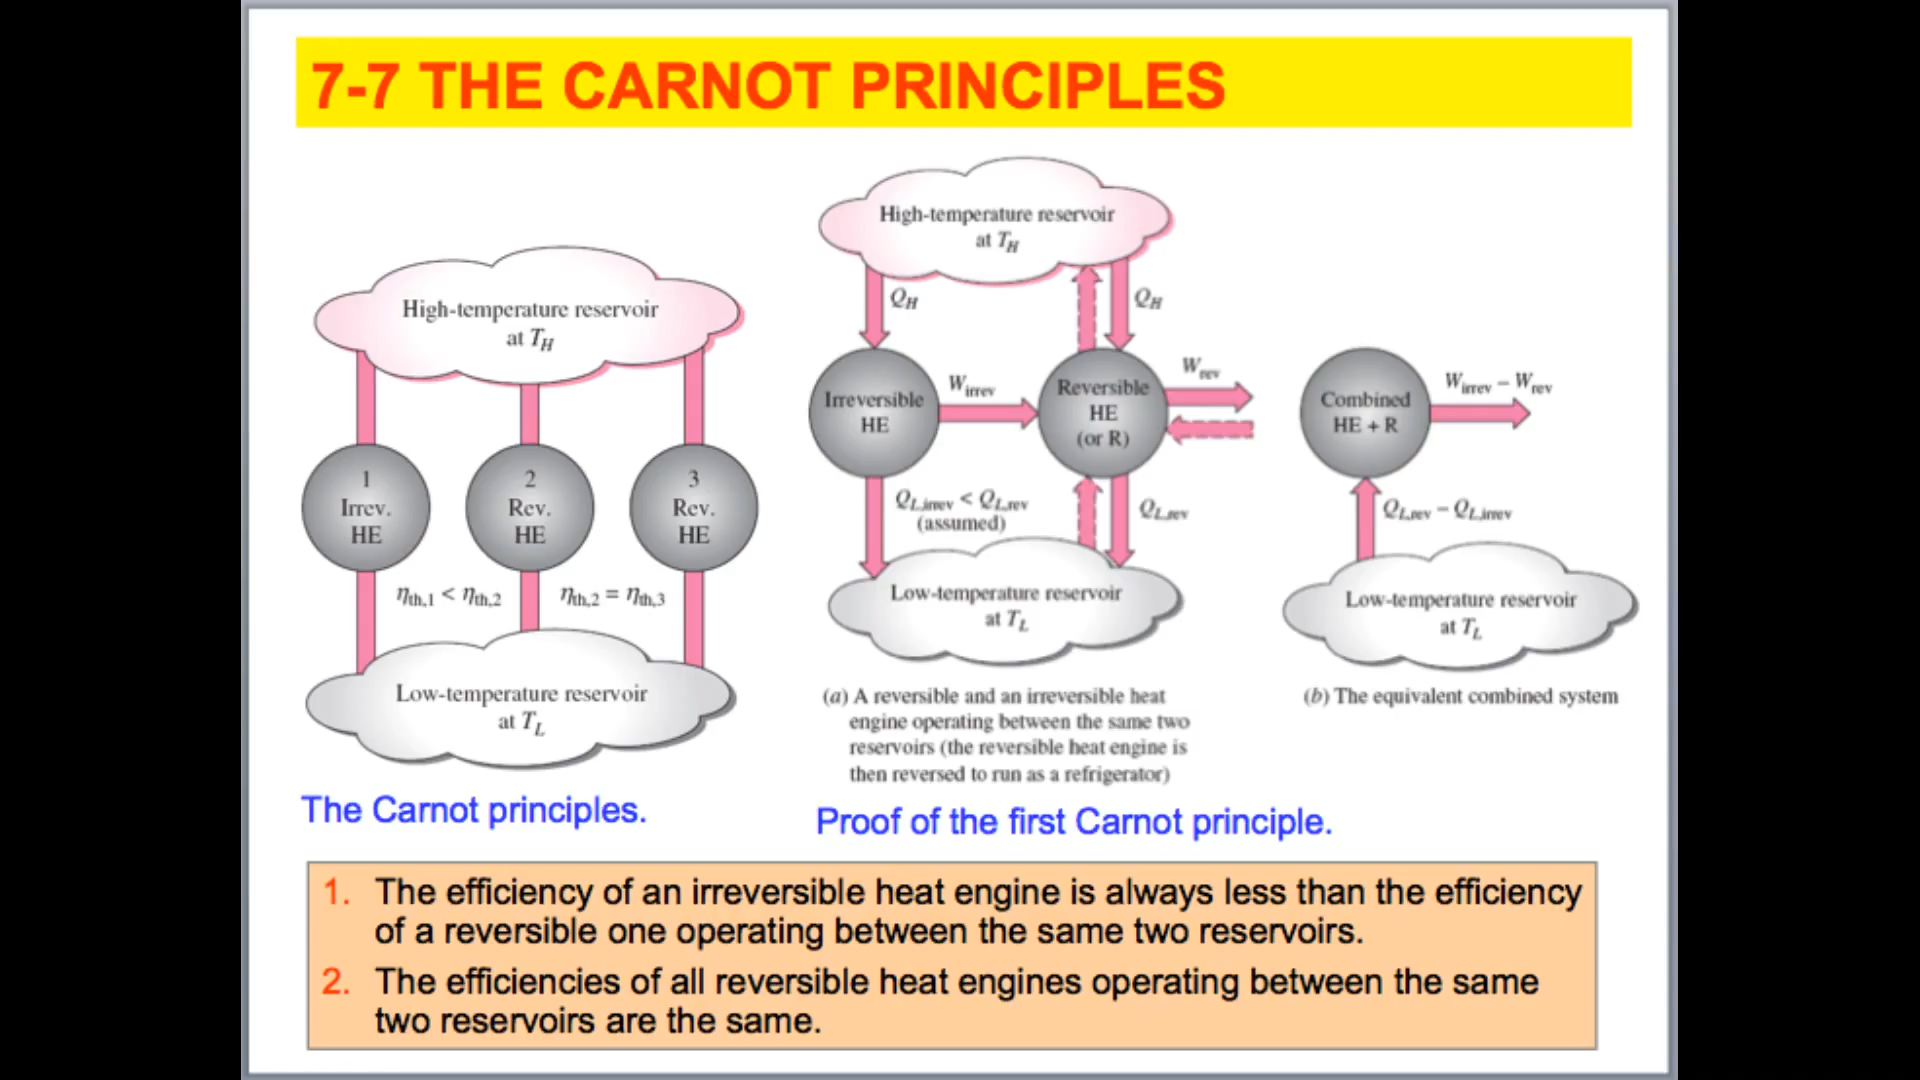 7-7 THE CARNOT PRINCIPLES
High-temperature reservoir
at T_H
1
Irrev.
HE
2
Rev.
HE
3
Rev.
HE
η_th,1 < η_th,2
η_th,2 = η_th,3
Low-temperature reservoir
at T_L
The Carnot principles.
High-temperature reservoir
at T_H
Q_H
Q_H
Irreversible
HE
W_irrev
Reversible
HE
(or R)
W_rev
Q_L,irrev < Q_L,rev
(assumed)
Q_L,rev
Low-temperature reservoir
at T_L
(a) A reversible and an irreversible heat
engine operating between the same two
reservoirs (the reversible heat engine is
then reversed to run as a refrigerator)
Combined
HE + R
W_irrev – W_rev
Q_L,rev – Q_L,irrev
Low-temperature reservoir
at T_L
(b) The equivalent combined system
Proof of the first Carnot principle.
1. The efficiency of an irreversible heat engine is always less than the efficiency
of a reversible one operating between the same two reservoirs.
2. The efficiencies of all reversible heat engines operating between the same
two reservoirs are the same.